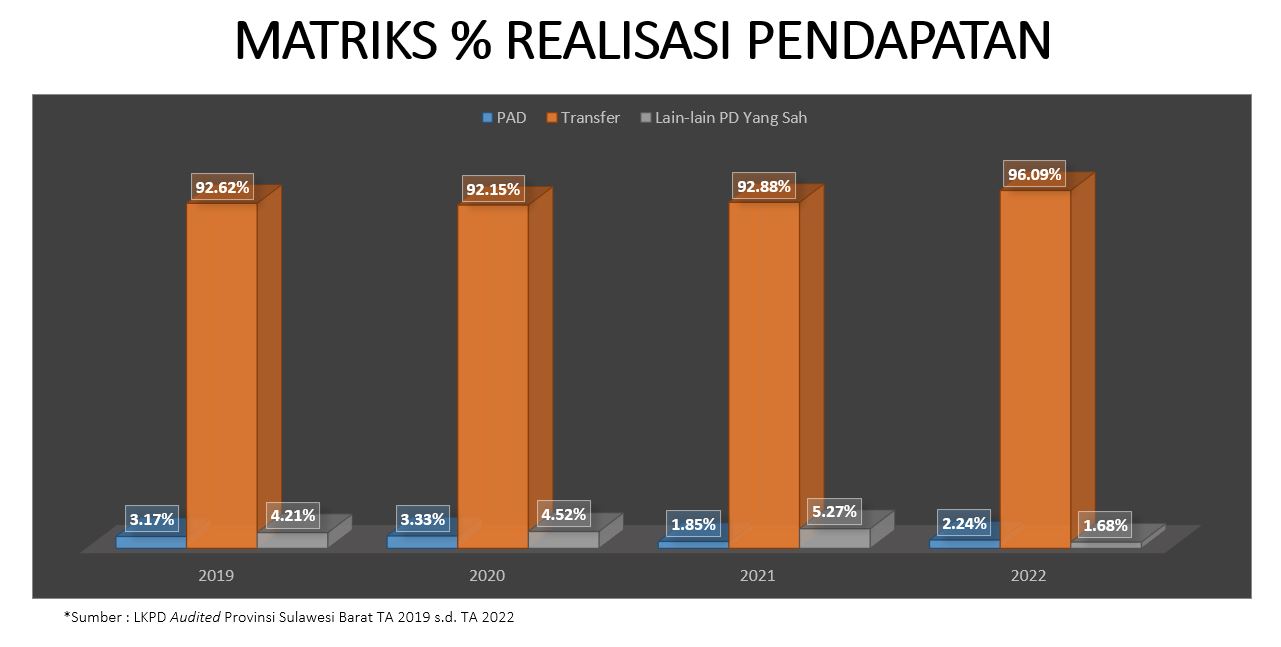 MATRIKS % REALISASI PENDAPATAN
PAD Transfer Lain-lain PD Yang Sah
92.62% 92.15% 92.88% 96.09%
3.17% 4.21% 3.33% 4.52% 1.85% 5.27% 2.24% 1.68%
2019 2020 2021 2022
*Sumber : LKPD Audited Provinsi Sulawesi Barat TA 2019 s.d. TA 2022